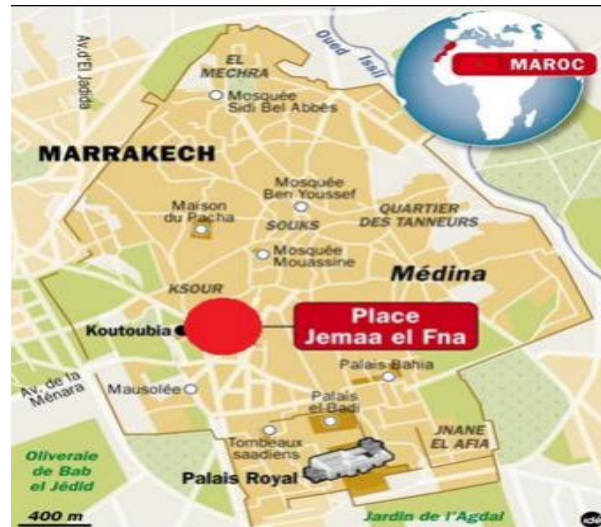 Av.d'El Jadida
EL
MECHRA
Oued Issil
MAROC
Mosquée
Sidi Bel Abbès
MARRAKECH
Mosquée
Ben Youssef
Maison
du Pacha
SOUKS
QUARTIER
DES TANNEURS
Mosquée
Mouassine
Médina
KSOUR
Place
Jemaa el Fna
Koutoubia
Palais Bahia
Av. de la
Ménara
Mausolée
Palais
el Badi
JNANE
EL AFIA
Tombeaux
saadiens
Oliveraie
de Bab
el Jédid
Palais Royal
400 m
Jardin de l'Agdal